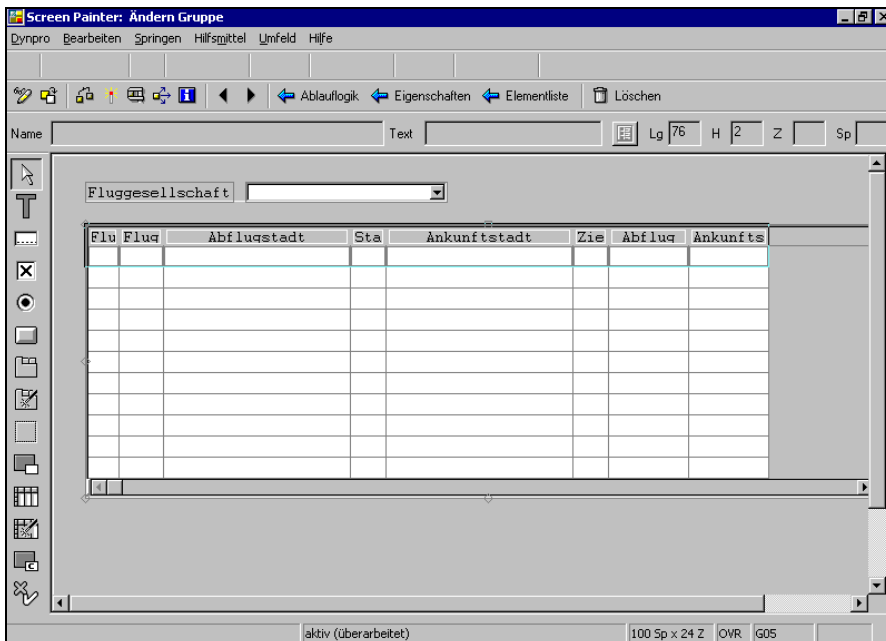 Screen Painter: Ändern Gruppe
Dynpro Bearbeiten Springen Hilfsmittel Umfeld Hilfe
Ablauflogik Eigenschaften Elementliste Löschen
Name Text Lg 76 H 2 Z Sp
Fluggesellschaft
Flu Flug Abflugstadt Sta Ankunftstadt Zie Abflug Ankunfts
aktiv (überarbeitet) 100 Sp x 24 Z OVR G05